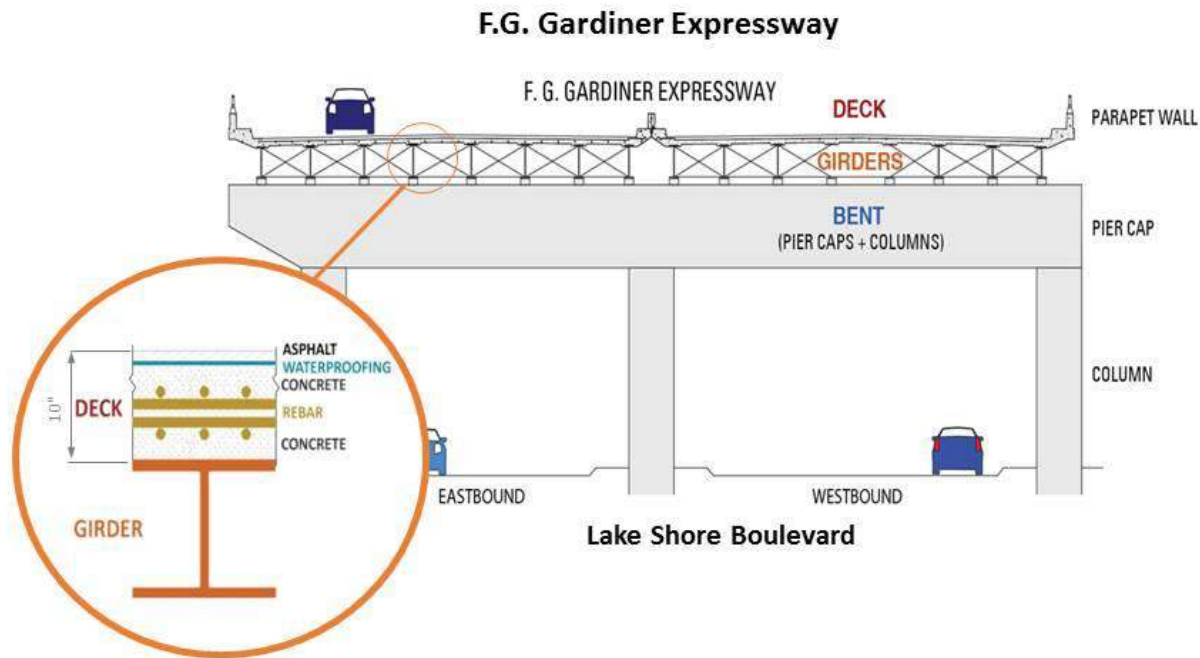 F.G. Gardiner Expressway
F. G. GARDINER EXPRESSWAY
DECK
PARAPET WALL
GIRDERS
BENT
(PIER CAPS + COLUMNS)
PIER CAP
COLUMN
ASPHALT
WATERPROOFING
CONCRETE
10"
DECK
REBAR
CONCRETE
GIRDER
EASTBOUND
WESTBOUND
Lake Shore Boulevard